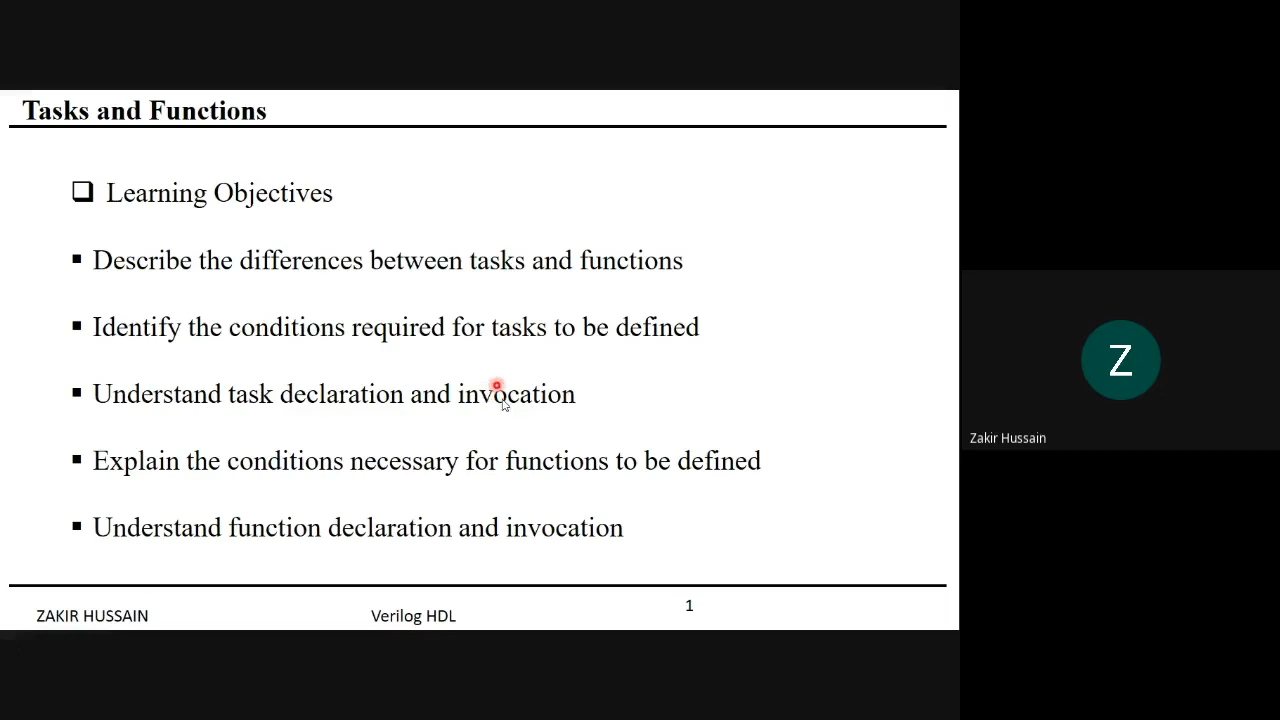 Tasks and Functions
Learning Objectives
Describe the differences between tasks and functions
Identify the conditions required for tasks to be defined
Understand task declaration and invocation
Explain the conditions necessary for functions to be defined
Understand function declaration and invocation
ZAKIR HUSSAIN
Verilog HDL
1
Z
Zakir Hussain